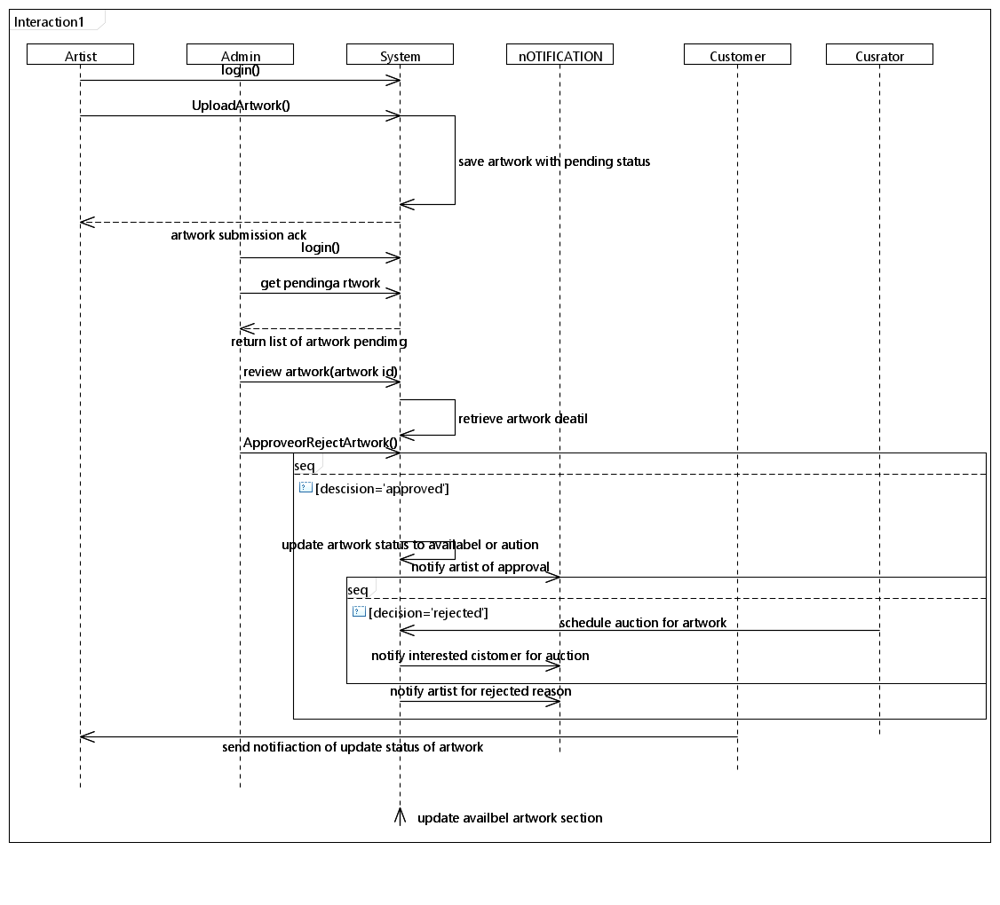 Interaction1
Artist
Admin
System
nOTIFICATION
Customer
Cusrator
login()
UploadArtwork()
save artwork with pending status
artwork submission ack
login()
get pendinga rtwork
return list of artwork pendimg
review artwork(artwork id)
retrieve artwork deatil
ApproveorRejectArtwork()
seq
[descision='approved']
update artwork status to availabel or aution
notify artist of approval
seq
[decision='rejected']
schedule auction for artwork
notify interested cistomer for auction
notify artist for rejected reason
send notifiaction of update status of artwork
update availbel artwork section